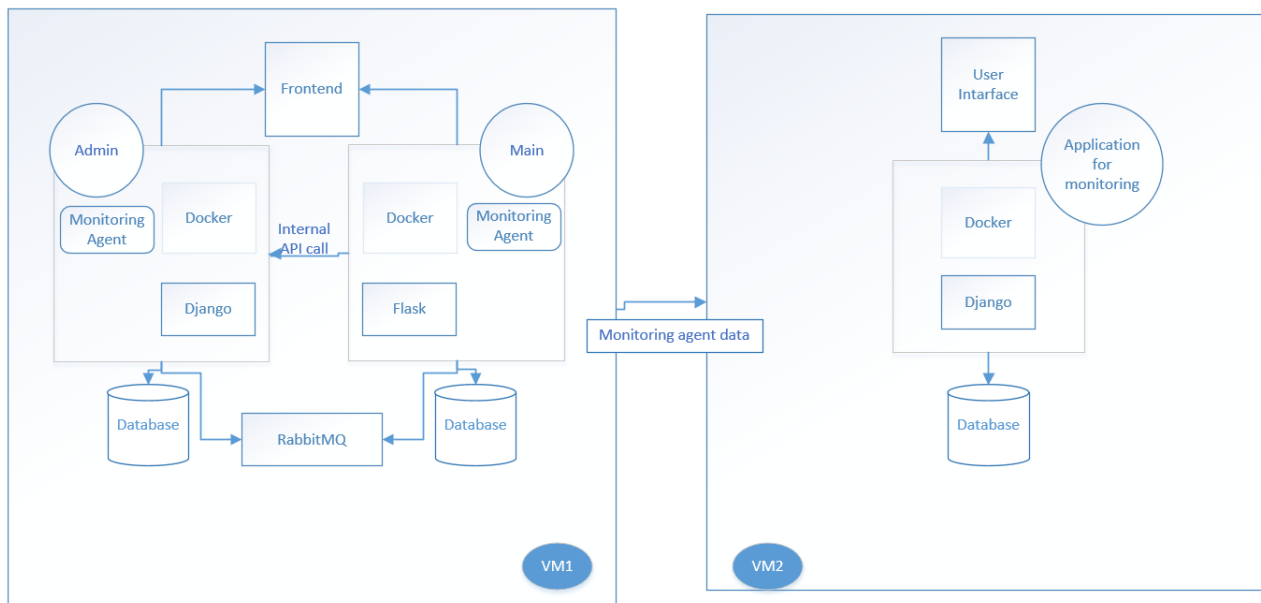 Frontend
Admin
Main
Docker
Monitoring
Agent
Internal
API call
Docker
Monitoring
Agent
Django
Flask
Database
RabbitMQ
Database
VM1
Monitoring agent data
User
Intarface
Application
for
monitoring
Docker
Django
Database
VM2